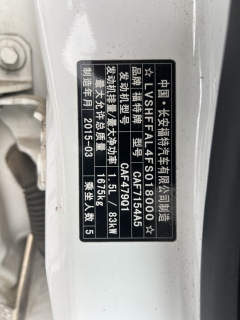 中国·长安福特汽车有限公司制造
☆LVSHFFAL4FS018000☆
品牌 福特牌 型号 CAF7154A5
发动机型号 CAF479Q1
发动机排量/最大净功率 1.5L / 83kW
最大允许总质量 1675kg
制造年月 2015-03 乘坐人数 5